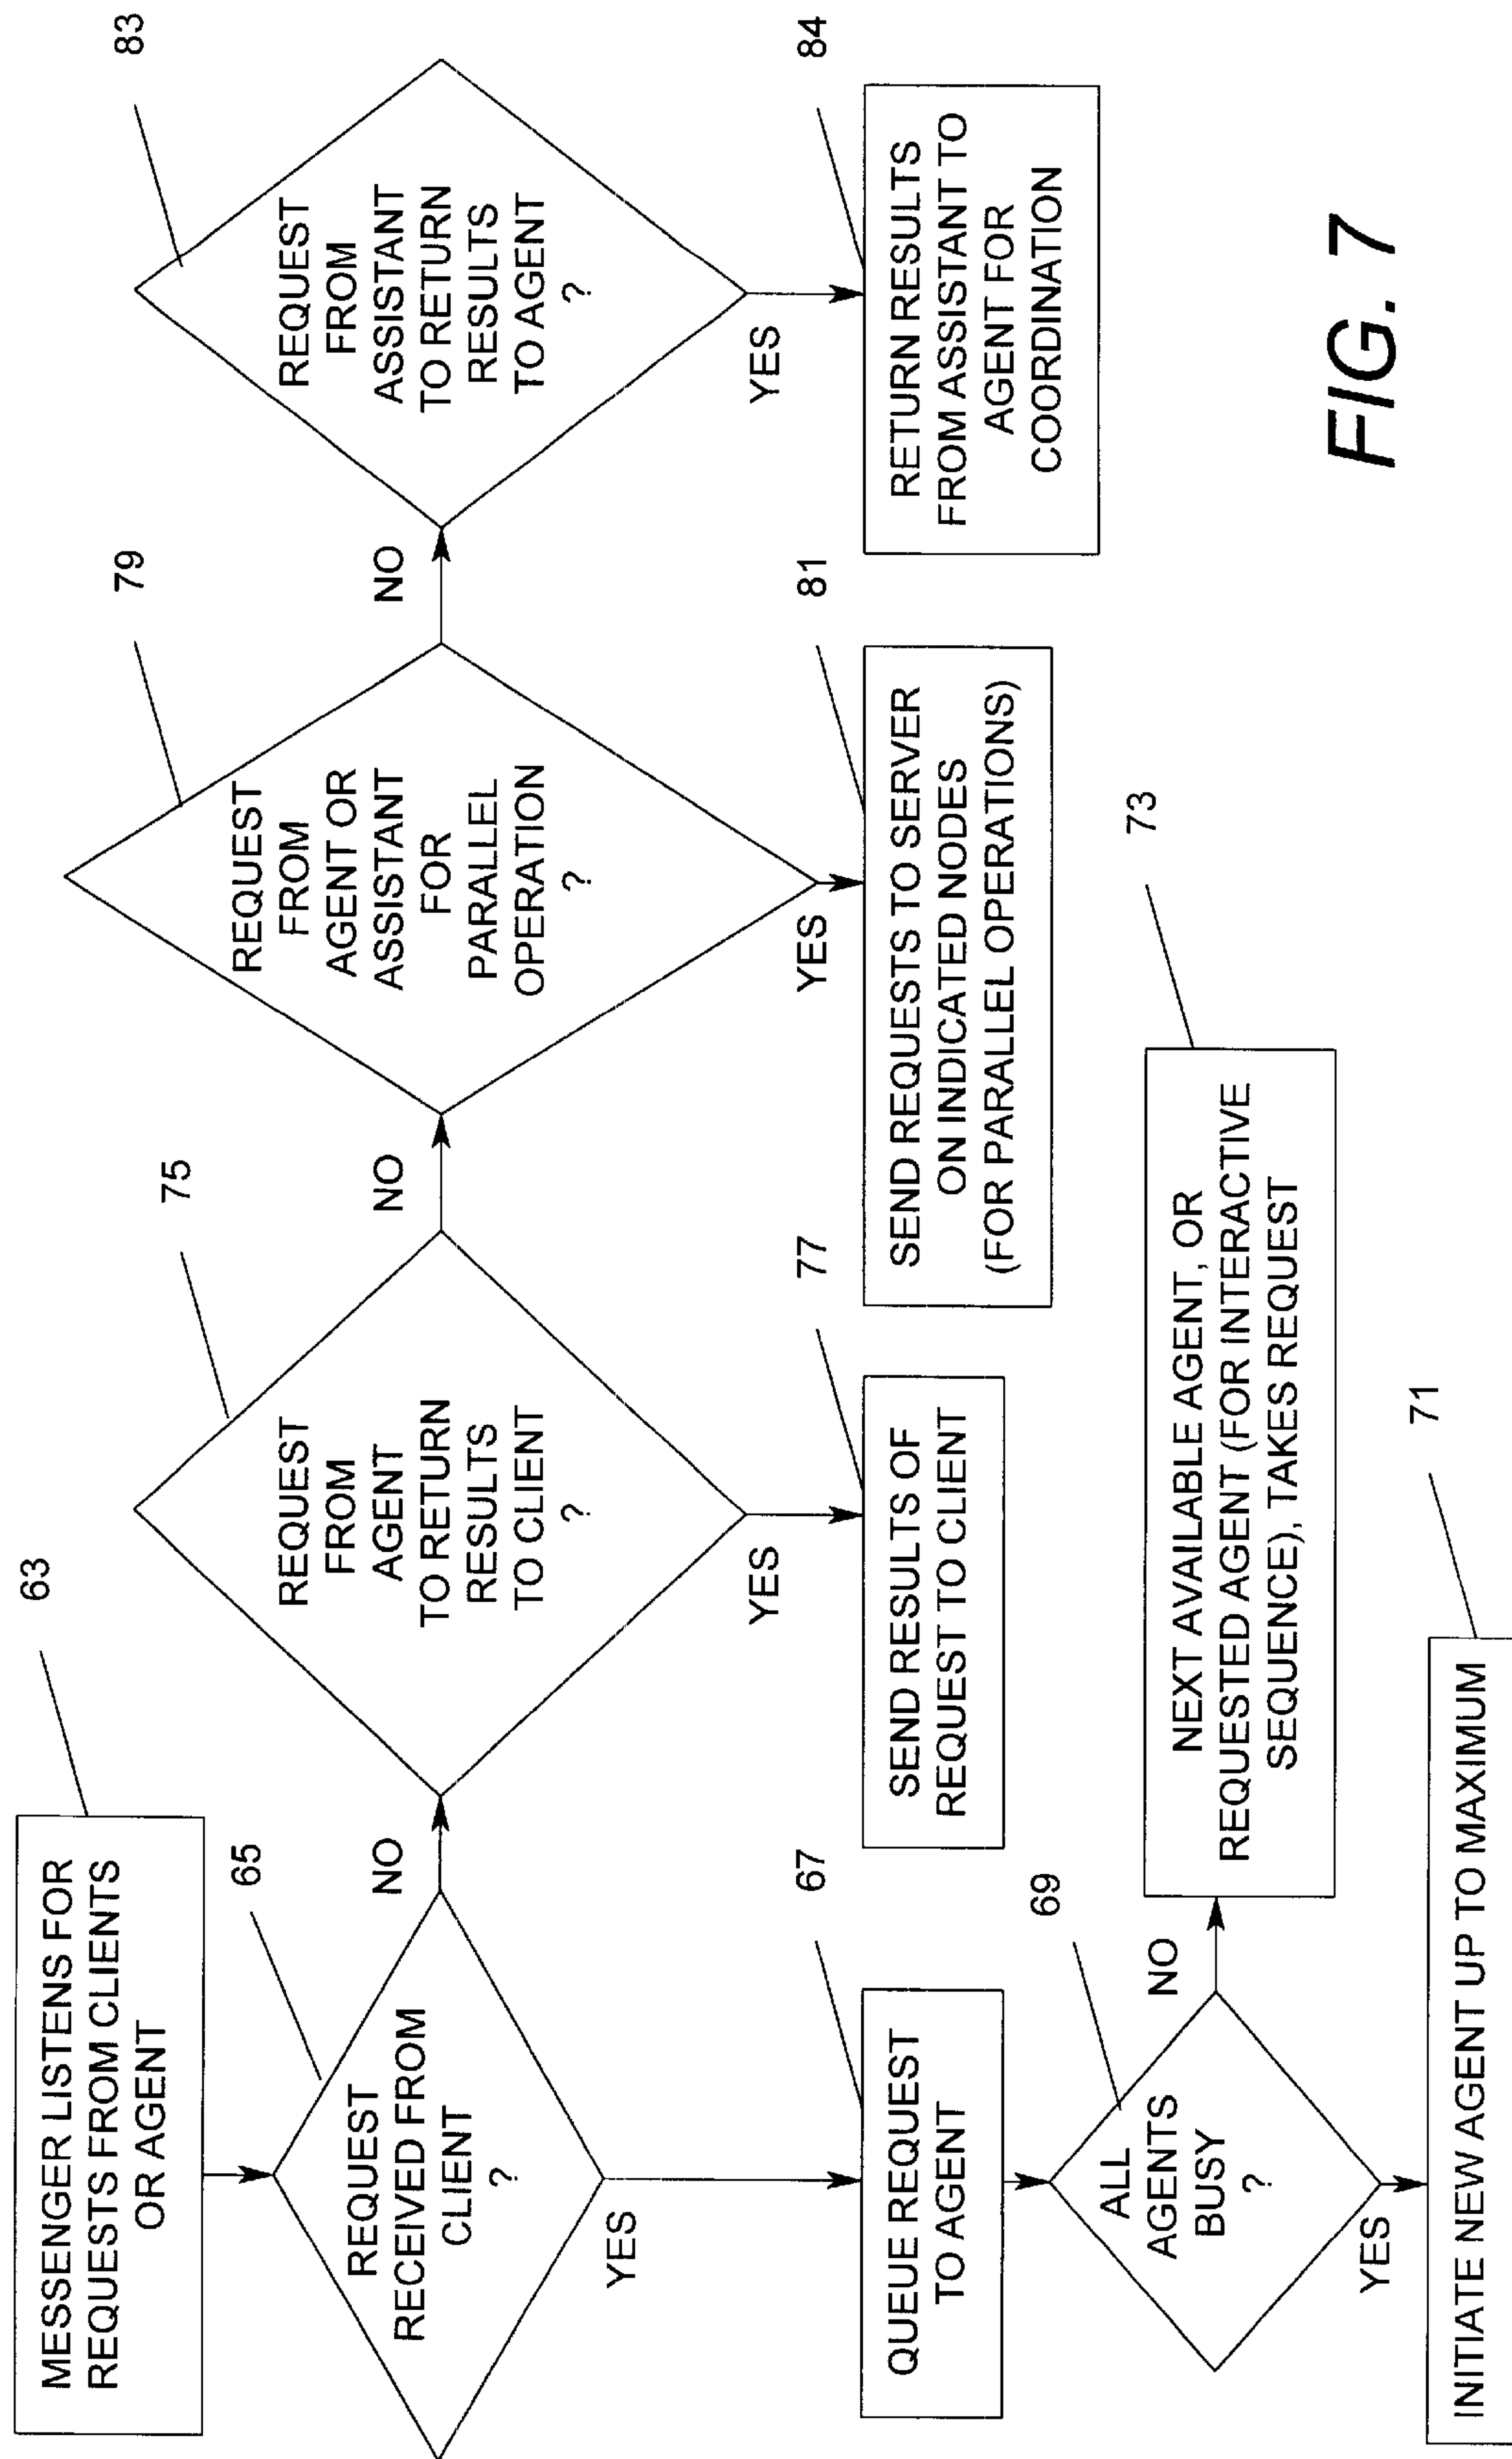 63
MESSENGER LISTENS FOR
REQUESTS FROM CLIENTS
OR AGENT
65
REQUEST
RECEIVED FROM
CLIENT
?
NO
YES
75
REQUEST
FROM
AGENT
TO RETURN
RESULTS
TO CLIENT
?
NO
YES
79
REQUEST
FROM
AGENT OR
ASSISTANT
FOR
PARALLEL
OPERATION
?
NO
YES
83
REQUEST
FROM
ASSISTANT
TO RETURN
RESULTS
TO AGENT
?
YES
67
QUEUE REQUEST
TO AGENT
77
SEND RESULTS OF
REQUEST TO CLIENT
81
SEND REQUESTS TO SERVER
ON INDICATED NODES
(FOR PARALLEL OPERATIONS)
84
RETURN RESULTS
FROM ASSISTANT TO
AGENT FOR
COORDINATION
69
ALL
AGENTS
BUSY
?
NO
YES
73
NEXT AVAILABLE AGENT, OR
REQUESTED AGENT (FOR INTERACTIVE
SEQUENCE), TAKES REQUEST
71
INITIATE NEW AGENT UP TO MAXIMUM
FIG. 7